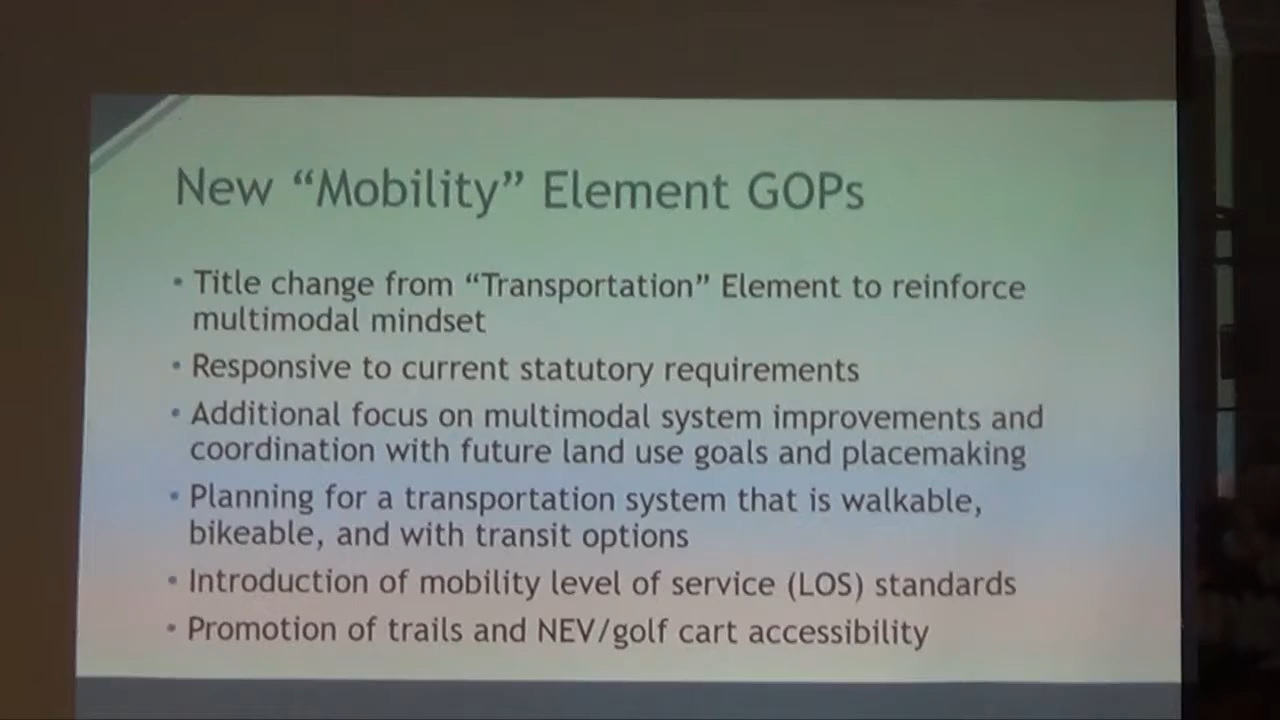 New “Mobility” Element GOPs
• Title change from “Transportation” Element to reinforce
multimodal mindset
• Responsive to current statutory requirements
• Additional focus on multimodal system improvements and
coordination with future land use goals and placemaking
• Planning for a transportation system that is walkable,
bikeable, and with transit options
• Introduction of mobility level of service (LOS) standards
• Promotion of trails and NEV/golf cart accessibility